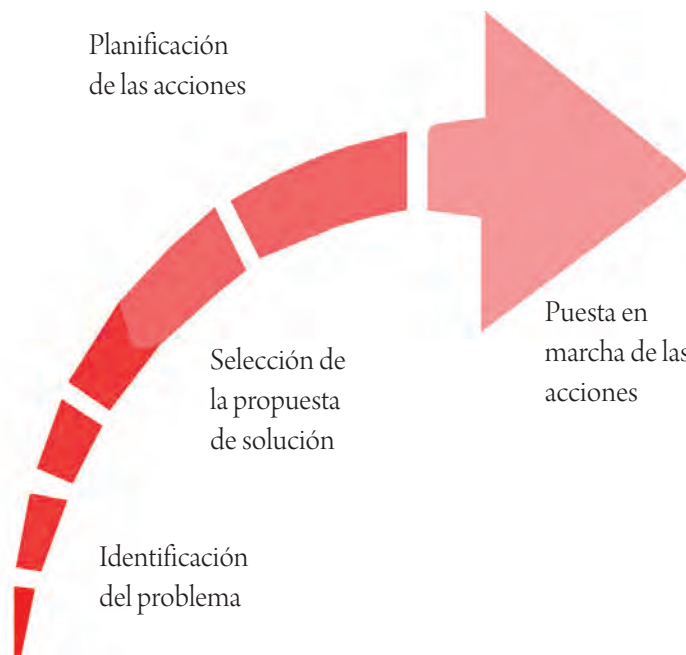 Planificación
de las acciones
Puesta en
marcha de las
acciones
Selección de
la propuesta
de solución
Identificación
del problema